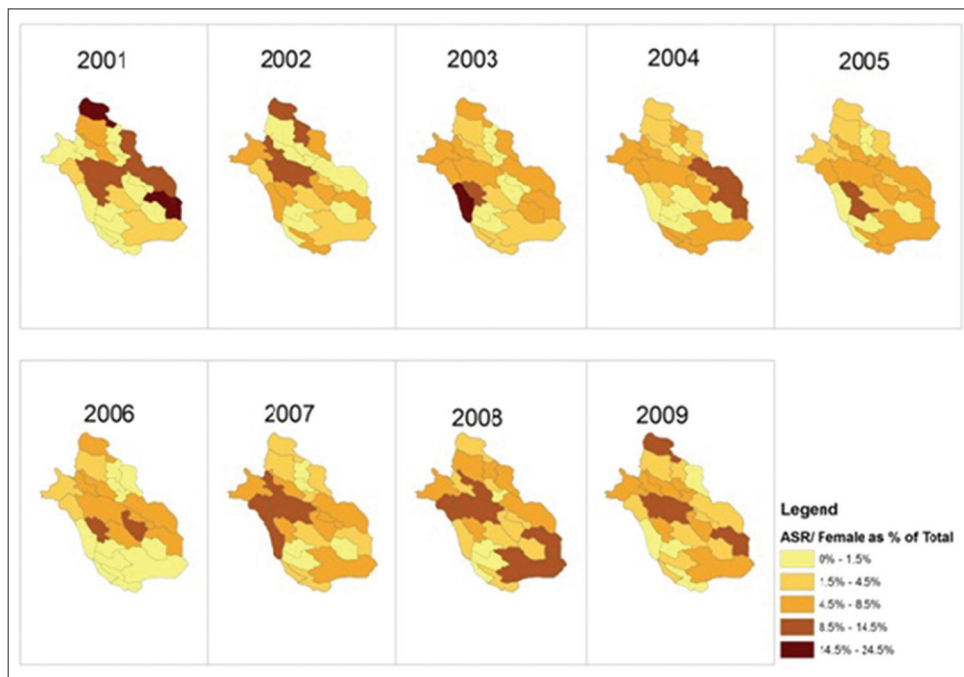 2001
2002
2003
2004
2005
2006
2007
2008
2009
Legend
ASR/ Female as % of Total
0% - 1.5%
1.5% - 4.5%
4.5% - 8.5%
8.5% - 14.5%
14.5% - 24.5%